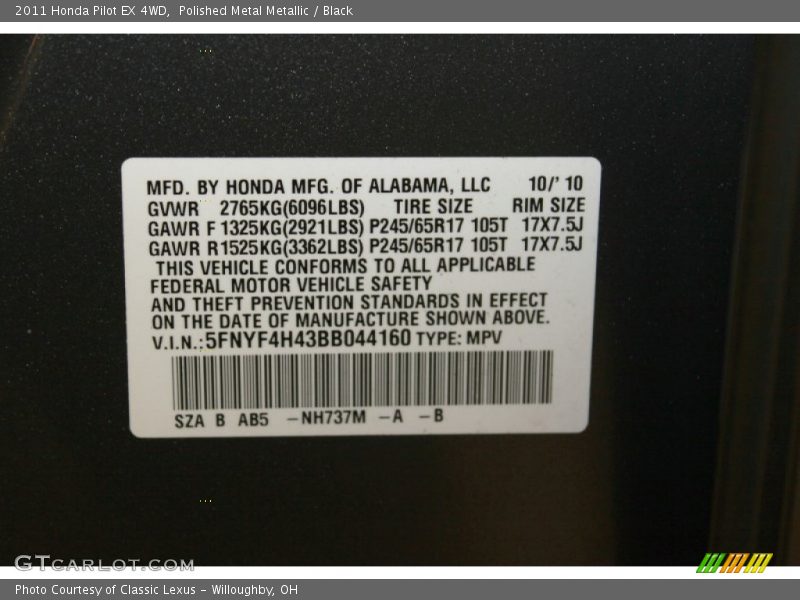 2011 Honda Pilot EX 4WD, Polished Metal Metallic / Black
MFD. BY HONDA MFG. OF ALABAMA, LLC 10/' 10
GVWR 2765KG(6096LBS) TIRE SIZE RIM SIZE
GAWR F 1325KG(2921LBS) P245/65R17 105T 17X7.5J
GAWR R1525KG(3362LBS) P245/65R17 105T 17X7.5J
THIS VEHICLE CONFORMS TO ALL APPLICABLE
FEDERAL MOTOR VEHICLE SAFETY
AND THEFT PREVENTION STANDARDS IN EFFECT
ON THE DATE OF MANUFACTURE SHOWN ABOVE.
V.I.N.:5FNYF4H43BB044160 TYPE: MPV
SZA B AB5 -NH737M -A -B
GTCARLOT.COM
Photo Courtesy of Classic Lexus - Willoughby, OH